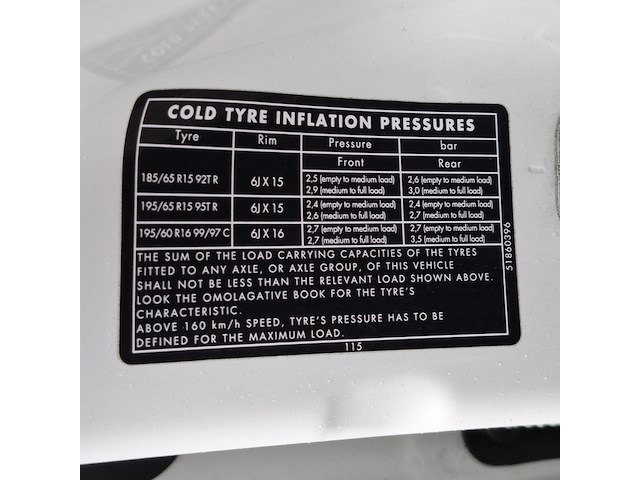 COLD TYRE INFLATION PRESSURES
Tyre Rim Pressure bar
Front Rear
185/65 R15 92T R 6J X 15 2,5 (empty to medium load) 2,6 (empty to medium load)
2,9 (medium to full load) 3,0 (medium to full load)
195/65 R15 95T R 6J X 15 2,4 (empty to medium load) 2,4 (empty to medium load)
2,6 (medium to full load) 2,7 (medium to full load)
195/60 R16 99/97 C 6J X 16 2,7 (empty to medium load) 2,7 (empty to medium load)
2,7 (medium to full load) 3,5 (medium to full load)
THE SUM OF THE LOAD CARRYING CAPACITIES OF THE TYRES
FITTED TO ANY AXLE, OR AXLE GROUP, OF THIS VEHICLE
SHALL NOT BE LESS THAN THE RELEVANT LOAD SHOWN ABOVE.
LOOK THE OMOLAGATIVE BOOK FOR THE TYRE'S
CHARACTERISTIC.
ABOVE 160 km/h SPEED, TYRE'S PRESSURE HAS TO BE
DEFINED FOR THE MAXIMUM LOAD.
115
51860396